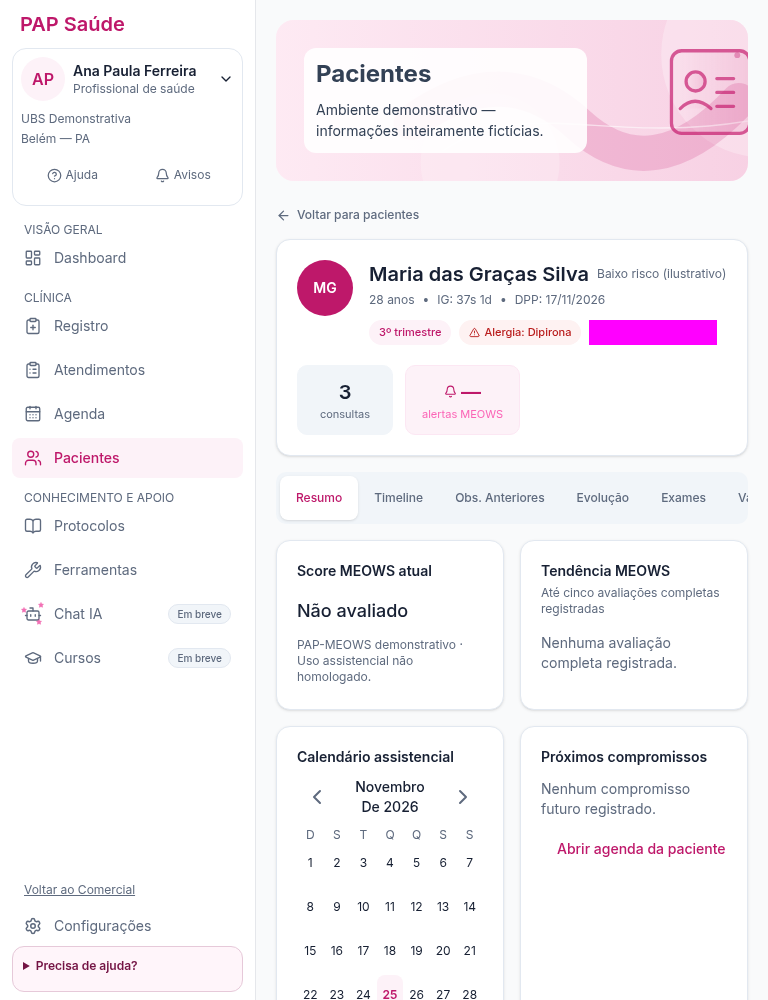 PAP Saúde
AP
Ana Paula Ferreira
Profissional de saúde
UBS Demonstrativa
Belém — PA
Ajuda
Avisos
VISÃO GERAL
Dashboard
CLÍNICA
Registro
Atendimentos
Agenda
Pacientes
CONHECIMENTO E APOIO
Protocolos
Ferramentas
Chat IA
Em breve
Cursos
Em breve
Voltar ao Comercial
Configurações
Precisa de ajuda?
Pacientes
Ambiente demonstrativo —
informações inteiramente fictícias.
Voltar para pacientes
MG
Maria das Graças Silva
Baixo risco (ilustrativo)
28 anos • IG: 37s 1d • DPP: 17/11/2026
3º trimestre
Alergia: Dipirona
3
consultas
—
alertas MEOWS
Resumo
Timeline
Obs. Anteriores
Evolução
Exames
Score MEOWS atual
Não avaliado
PAP-MEOWS demonstrativo ·
Uso assistencial não
homologado.
Tendência MEOWS
Até cinco avaliações completas
registradas
Nenhuma avaliação
completa registrada.
Calendário assistencial
Novembro
De 2026
D S T Q Q S S
1 2 3 4 5 6 7
8 9 10 11 12 13 14
15 16 17 18 19 20 21
22 23 24 25 26 27 28
Próximos compromissos
Nenhum compromisso
futuro registrado.
Abrir agenda da paciente